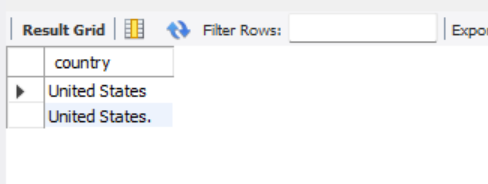 Result Grid Filter Rows: Expor
country
United States
United States.